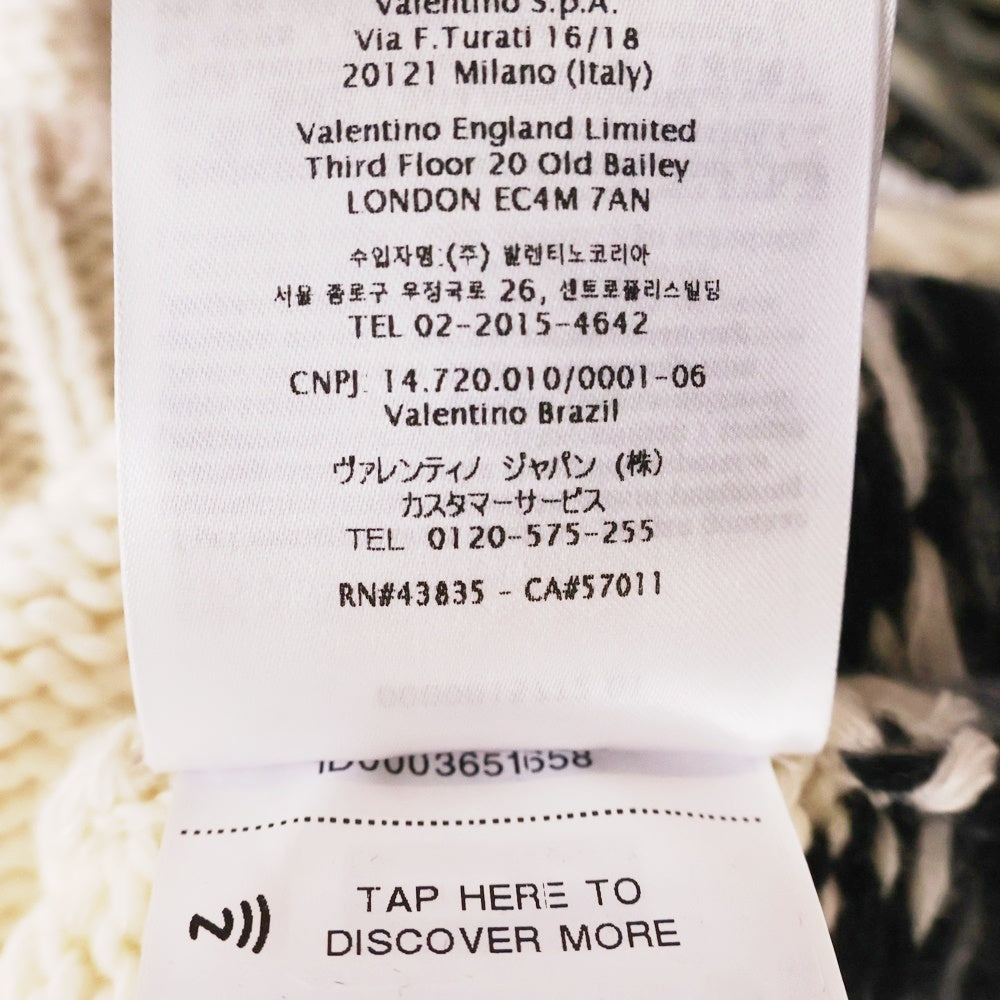 Valentino S.p.A.
Via F.Turati 16/18
20121 Milano (Italy)
Valentino England Limited
Third Floor 20 Old Bailey
LONDON EC4M 7AN
수입자명:(주) 발렌티노코리아
서울 종로구 우정국로 26, 센트로폴리스빌딩
TEL 02-2015-4642
CNPJ: 14.720.010/0001-06
Valentino Brazil
ヴァレンティノ ジャパン (株)
カスタマーサービス
TEL 0120-575-255
RN#43835 - CA#57011
ID0003651658
TAP HERE TO
DISCOVER MORE